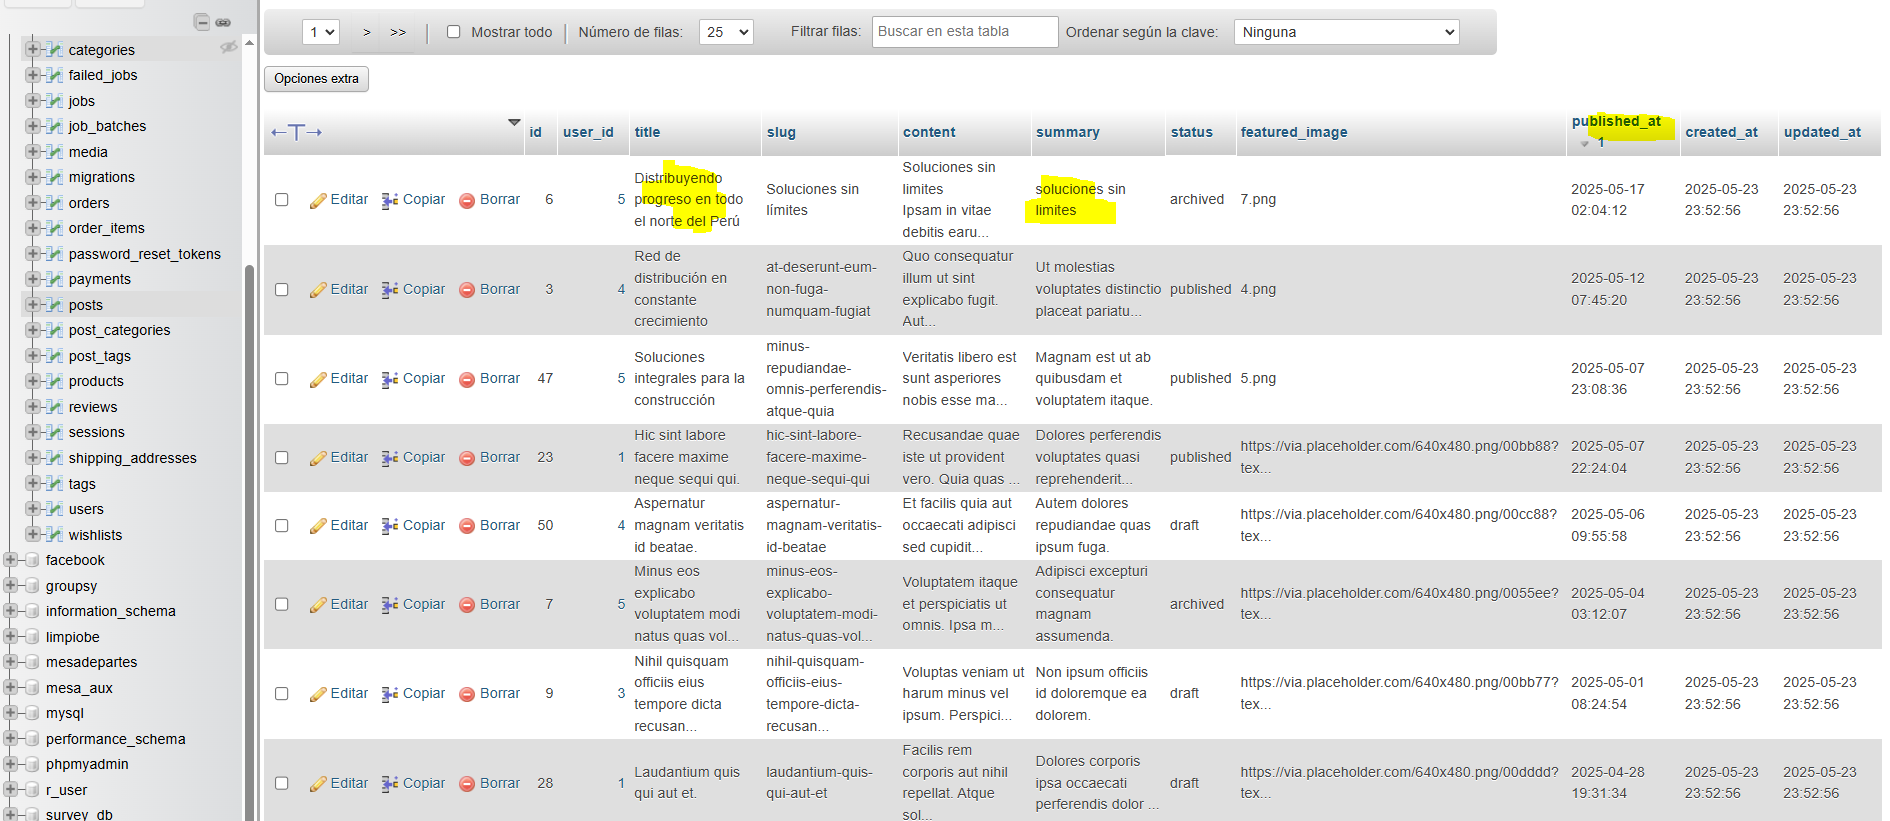 categories
failed_jobs
jobs
job_batches
media
migrations
orders
order_items
password_reset_tokens
payments
posts
post_categories
post_tags
products
reviews
sessions
shipping_addresses
tags
users
wishlists
facebook
groupsy
information_schema
limpiobe
mesadepartes
mesa_aux
mysql
performance_schema
phpmyadmin
r_user
survey_db
1 > >> Mostrar todo Número de filas: 25 Filtrar filas: Buscar en esta tabla Ordenar según la clave: Ninguna
Opciones extra
←T→ id user_id title slug content summary status featured_image published_at 1 created_at updated_at
Editar Copiar Borrar 6 5
Distribuyendo
progreso en todo
el norte del Perú
Soluciones sin
límites
Soluciones sin
limites
Ipsam in vitae
debitis earu...
soluciones sin
limites
archived
7.png
2025-05-17
02:04:12
2025-05-23
23:52:56
2025-05-23
23:52:56
Editar Copiar Borrar 3 4
Red de
distribución en
constante
crecimiento
at-deserunt-eum-
non-fuga-
numquam-fugiat
Quo consequatur
illum ut sint
explicabo fugit.
Aut...
Ut molestias
voluptates distinctio
placeat pariatu...
published
4.png
2025-05-12
07:45:20
2025-05-23
23:52:56
2025-05-23
23:52:56
Editar Copiar Borrar 47 5
Soluciones
integrales para la
construcción
minus-
repudiandae-
omnis-perferendis-
atque-quia
Veritatis libero est
sunt asperiores
nobis esse ma...
Magnam est ut ab
quibusdam et
voluptatem itaque.
published
5.png
2025-05-07
23:08:36
2025-05-23
23:52:56
2025-05-23
23:52:56
Editar Copiar Borrar 23 1
Hic sint labore
facere maxime
neque sequi qui.
hic-sint-labore-
facere-maxime-
neque-sequi-qui
Recusandae quae
iste ut provident
vero. Quia quas ...
Dolores perferendis
voluptates quasi
reprehenderit...
published
https://via.placeholder.com/640x480.png/00bb88?
tex...
2025-05-07
22:24:04
2025-05-23
23:52:56
2025-05-23
23:52:56
Editar Copiar Borrar 50 4
Aspernatur
magnam veritatis
id beatae.
aspernatur-
magnam-veritatis-
id-beatae
Et facilis quia aut
occaecati adipisci
sed cupidit...
Autem dolores
repudiandae quas
ipsum fuga.
draft
https://via.placeholder.com/640x480.png/00cc88?
tex...
2025-05-06
09:55:58
2025-05-23
23:52:56
2025-05-23
23:52:56
Editar Copiar Borrar 7 5
Minus eos
explicabo
voluptatem modi
natus quas vol...
minus-eos-
explicabo-
voluptatem-modi-
natus-quas-vol...
Voluptatem itaque
et perspiciatis ut
omnis. Ipsa m...
Adipisci excepturi
consequatur
magnam
assumenda.
archived
https://via.placeholder.com/640x480.png/0055ee?
tex...
2025-05-04
03:12:07
2025-05-23
23:52:56
2025-05-23
23:52:56
Editar Copiar Borrar 9 3
Nihil quisquam
officiis eius
tempore dicta
recusan...
nihil-quisquam-
officiis-eius-
tempore-dicta-
recusan...
Voluptas veniam ut
harum minus vel
ipsum. Perspici...
Non ipsum officiis
id doloremque ea
dolorem.
draft
https://via.placeholder.com/640x480.png/00bb77?
tex...
2025-05-01
08:24:54
2025-05-23
23:52:56
2025-05-23
23:52:56
Editar Copiar Borrar 28 1
Laudantium quis
qui aut et.
laudantium-quis-
qui-aut-et
Facilis rem
corporis aut nihil
repellat. Atque
sol...
Dolores corporis
ipsa occaecati
perferendis dolor ...
draft
https://via.placeholder.com/640x480.png/00dddd?
tex...
2025-04-28
19:31:34
2025-05-23
23:52:56
2025-05-23
23:52:56